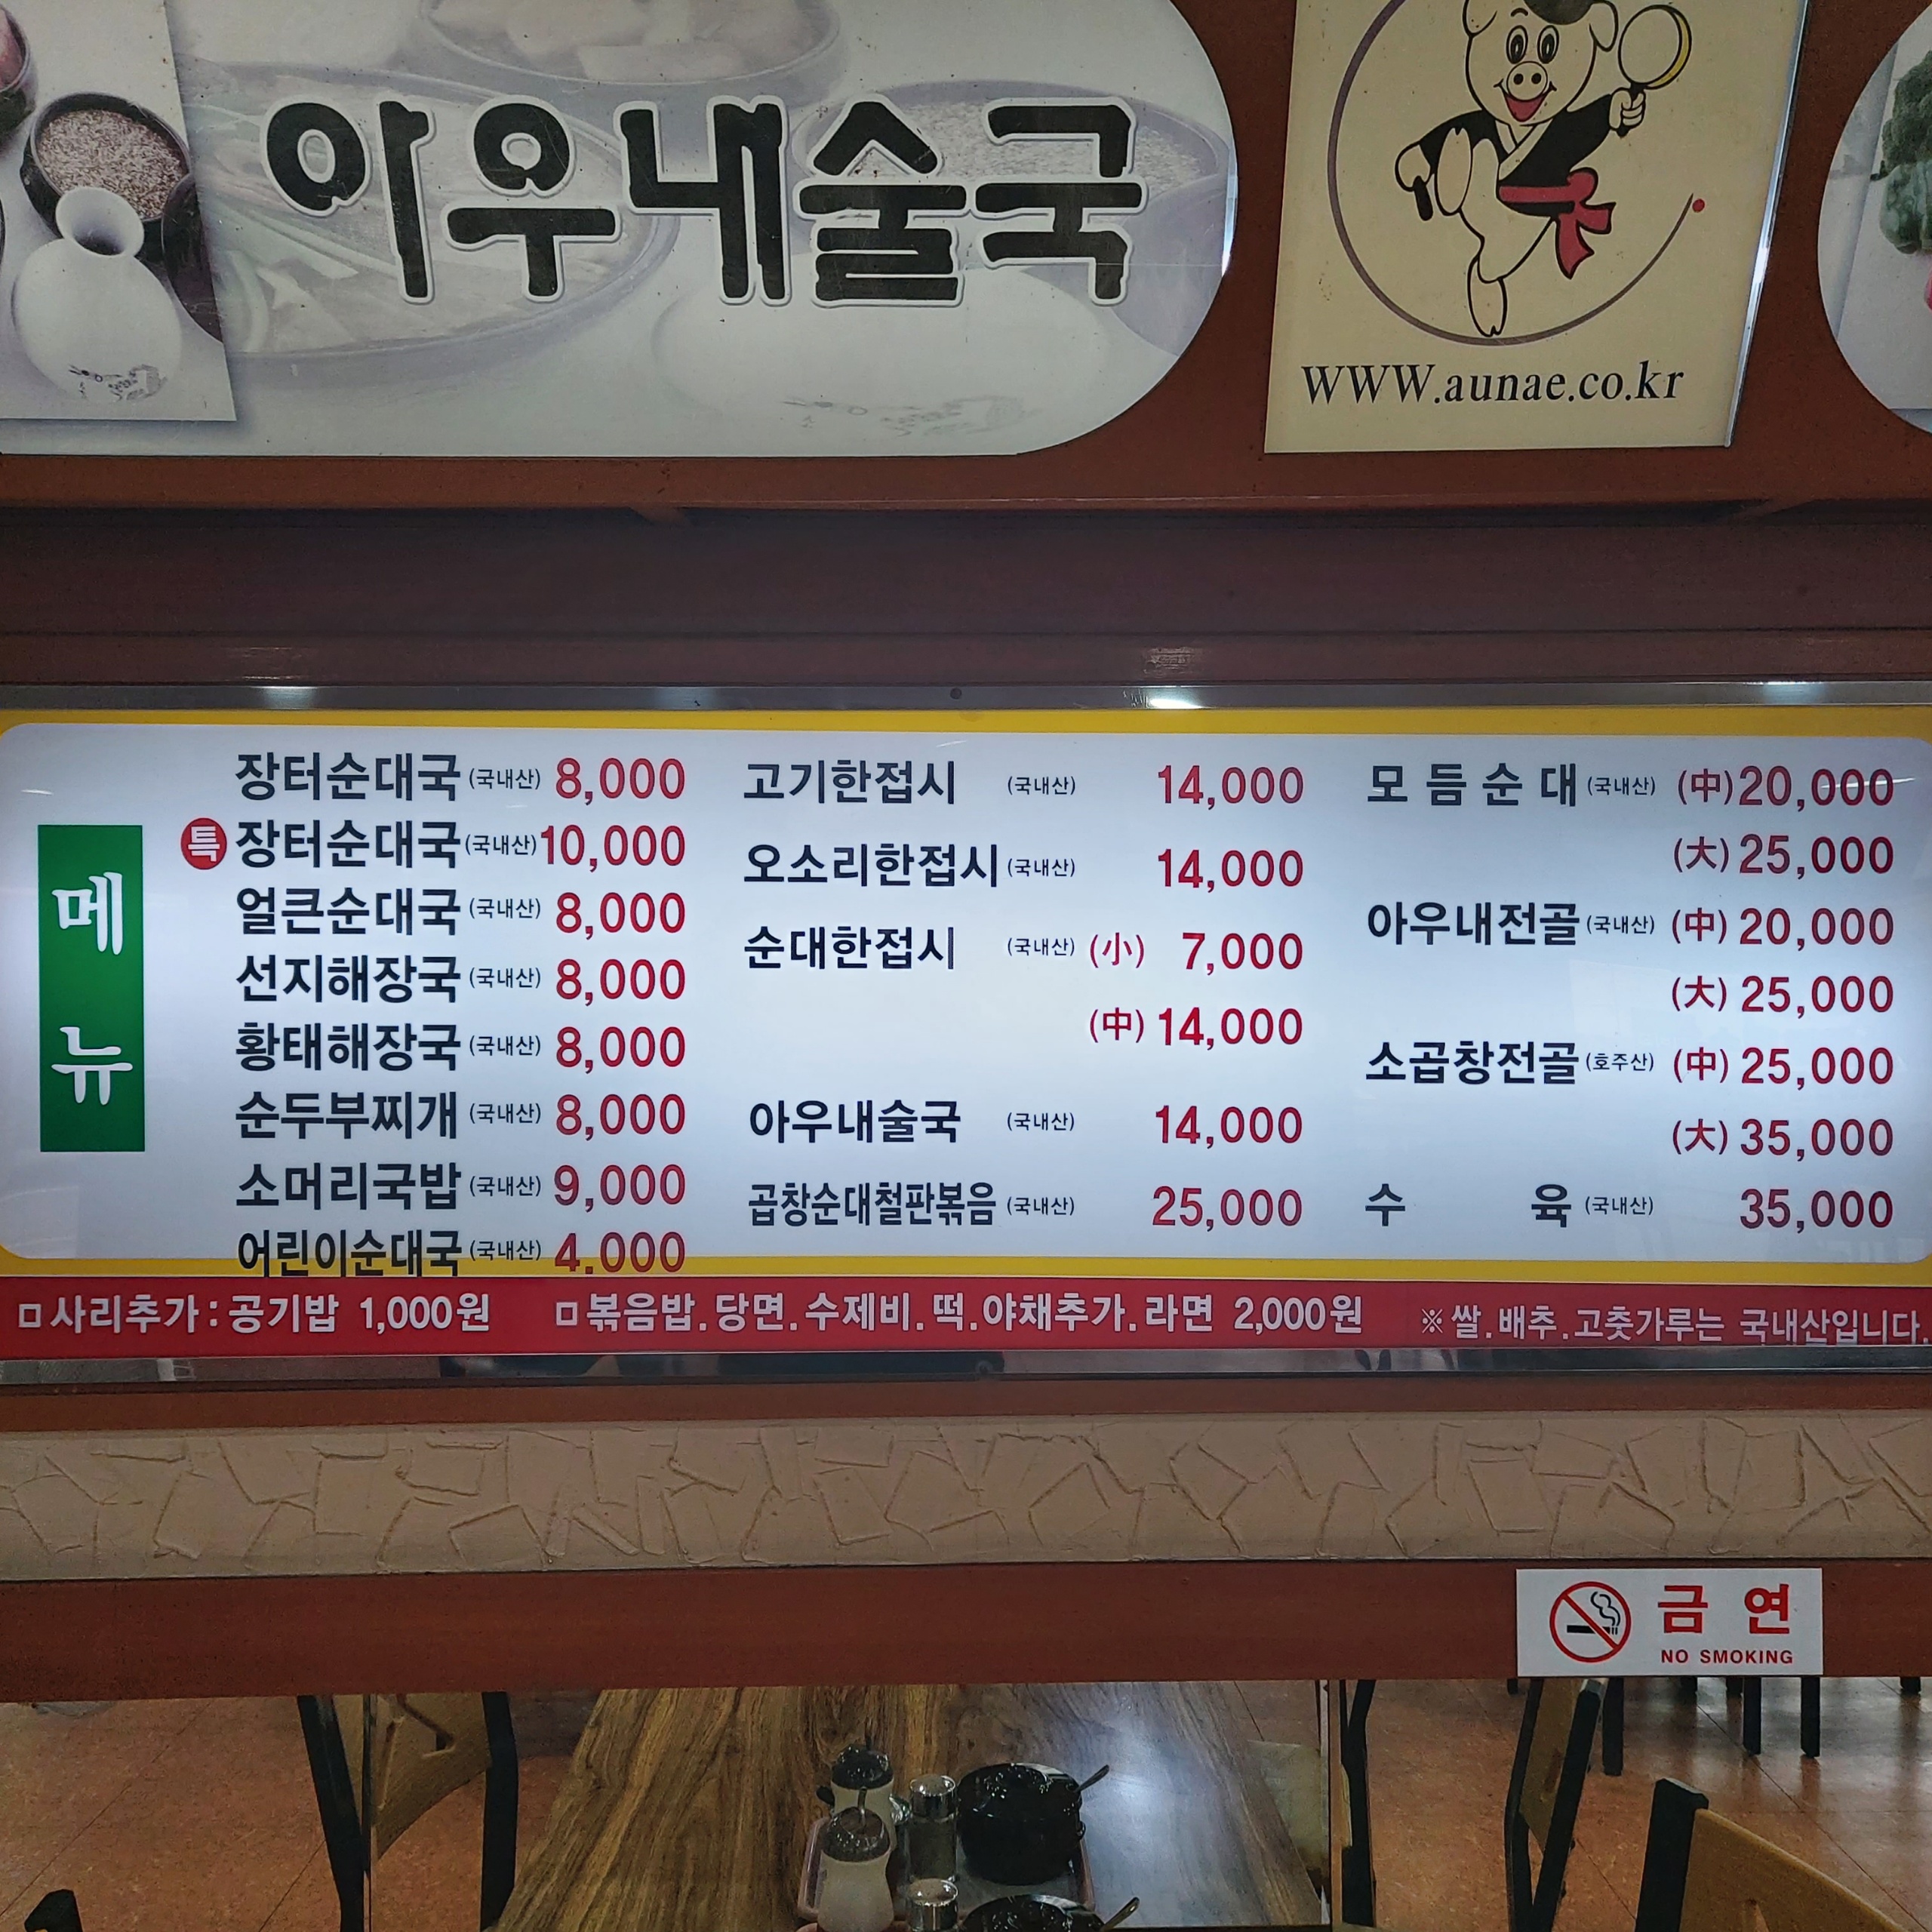 아우내술국
WWW.aunae.co.kr
메뉴
장터순대국 (국내산) 8,000
특 장터순대국 (국내산) 10,000
얼큰순대국 (국내산) 8,000
선지해장국 (국내산) 8,000
황태해장국 (국내산) 8,000
순두부찌개 (국내산) 8,000
소머리국밥 (국내산) 9,000
어린이순대국 (국내산) 4,000
고기한접시 (국내산) 14,000
오소리한접시 (국내산) 14,000
순대한접시 (국내산) (小) 7,000
(中) 14,000
아우내술국 (국내산) 14,000
곱창순대철판볶음 (국내산) 25,000
모듬순대 (국내산) (中) 20,000
(大) 25,000
아우내전골 (국내산) (中) 20,000
(大) 25,000
소곱창전골 (호주산) (中) 25,000
(大) 35,000
수 육 (국내산) 35,000
□ 사리추가 : 공기밥 1,000원 □ 볶음밥. 당면. 수제비. 떡. 야채추가. 라면 2,000원 ※ 쌀. 배추. 고춧가루는 국내산입니다.
금 연
NO SMOKING